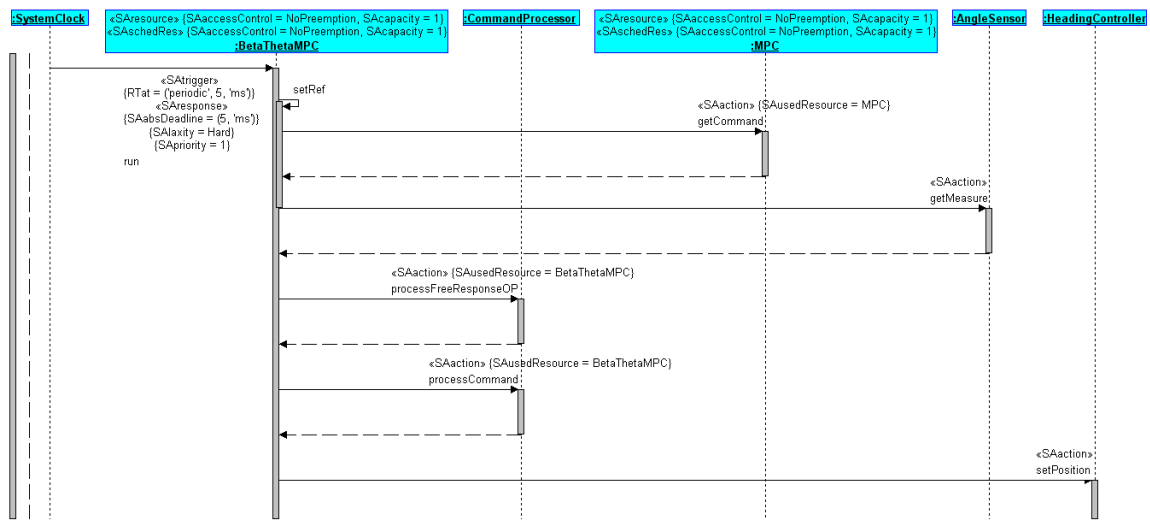 :SystemClock
«SAresource» {SAaccessControl = NoPreemption, SAcapacity = 1}
«SAschedRes» {SAaccessControl = NoPreemption, SAcapacity = 1}
:BetaThetaMPC
:CommandProcessor
«SAresource» {SAaccessControl = NoPreemption, SAcapacity = 1}
«SAschedRes» {SAaccessControl = NoPreemption, SAcapacity = 1}
:MPC
:AngleSensor
:HeadingController
«SAtrigger»
{RTat = ('periodic', 5, 'ms')}
«SAresponse»
{SAabsDeadline = (5, 'ms')}
{SAlaxity = Hard}
{SApriority = 1}
run
setRef
«SAaction» {SAusedResource = MPC}
getCommand
«SAaction»
getMeasure
«SAaction» {SAusedResource = BetaThetaMPC}
processFreeResponseOP
«SAaction» {SAusedResource = BetaThetaMPC}
processCommand
«SAaction»
setPosition